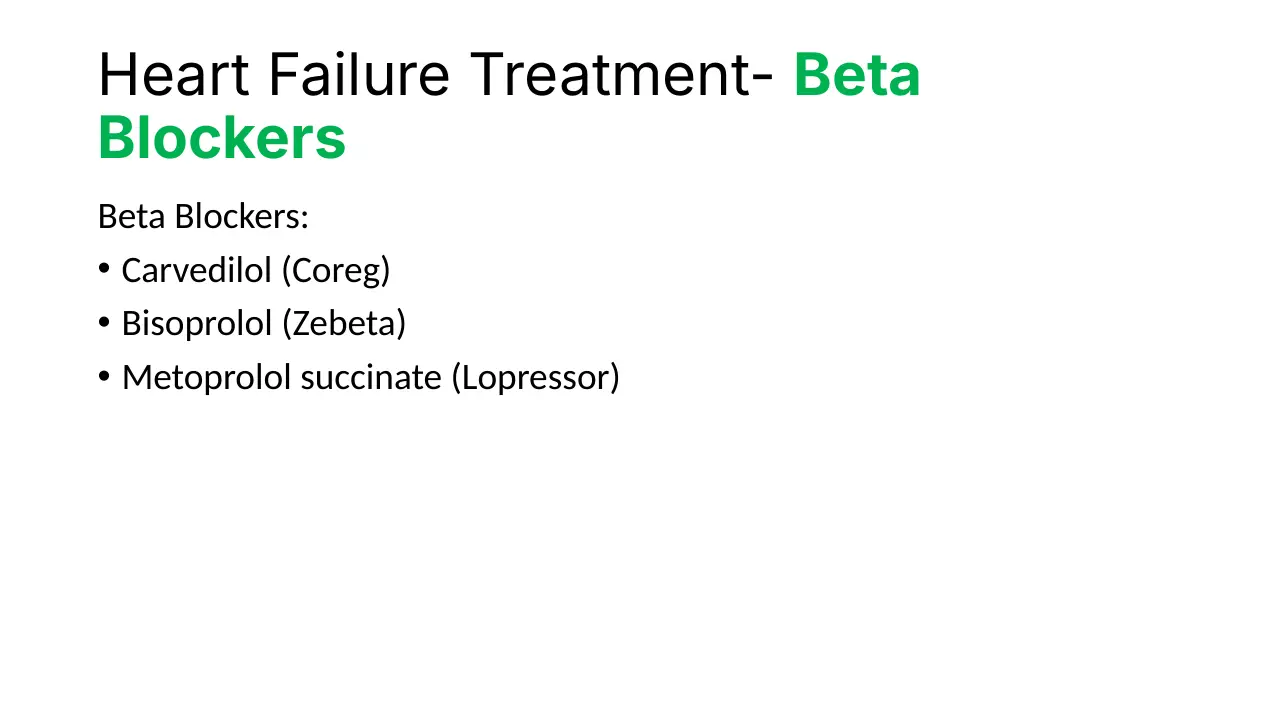 Heart Failure Treatment- Beta
Blockers
Beta Blockers:
• Carvedilol (Coreg)
• Bisoprolol (Zebeta)
• Metoprolol succinate (Lopressor)